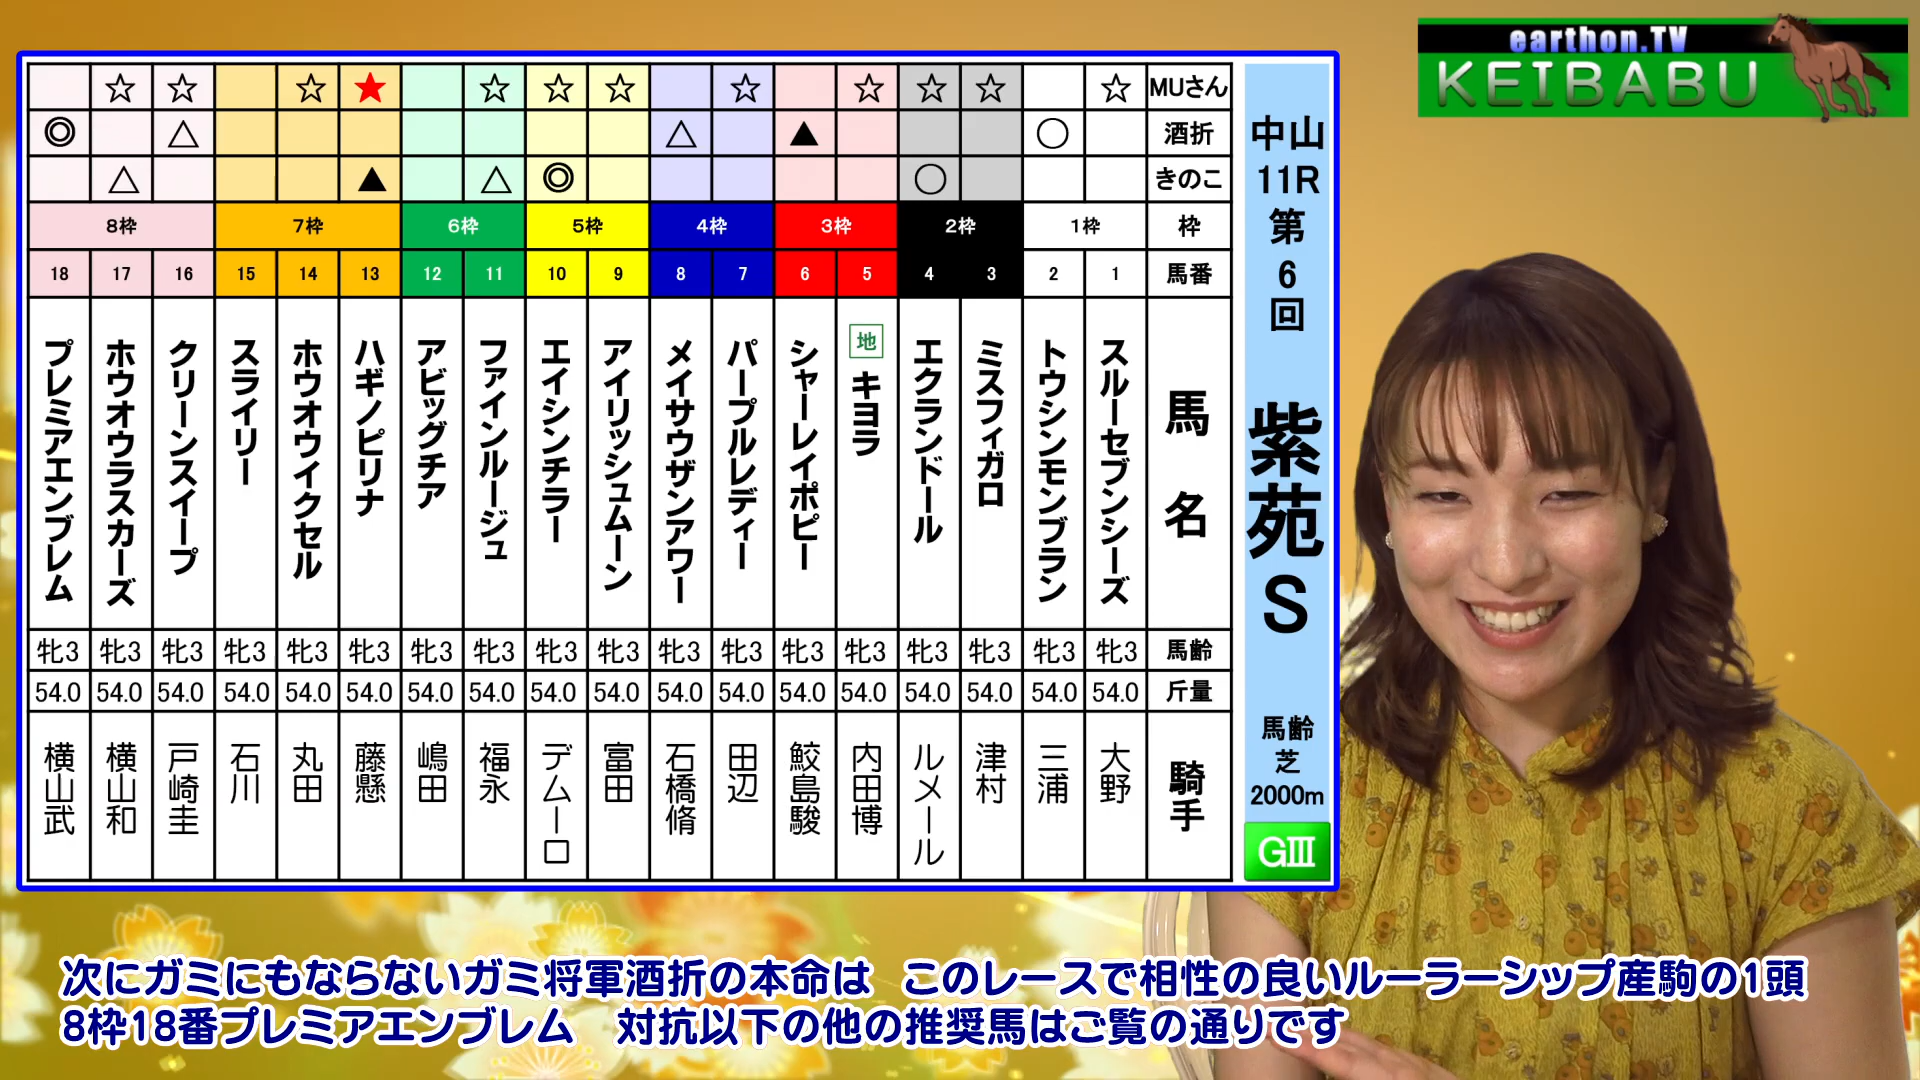 earthon.TV
KEIBABU
中山
11R
第
6
回
紫苑S
馬齢
芝
2000m
GIII
☆ ☆ ☆ ★ ☆ ☆ ☆ ☆ ☆ ☆ ☆ ☆ MUさん
◎ △ △ ▲ ○ 酒折
△ ▲ △ ◎ ○ きのこ
8枠 7枠 6枠 5枠 4枠 3枠 2枠 1枠 枠
18 17 16 15 14 13 12 11 10 9 8 7 6 5 4 3 2 1 馬番
馬名
スルーセブンシーズ
トウシンモンブラン
ミスフィガロ
エクランドール
地 キヨラ
シャーレイポピー
パープルレディー
メイサウザンアワー
アイリッシュムーン
エイシンチラー
ファインルージュ
アビッグチア
ハギノピリナ
ホウオウイクセル
スライリー
クリーンスイープ
ホウオウラスカーズ
プレミアエンブレム
牝3 牝3 牝3 牝3 牝3 牝3 牝3 牝3 牝3 牝3 牝3 牝3 牝3 牝3 牝3 牝3 牝3 牝3 馬齢
54.0 54.0 54.0 54.0 54.0 54.0 54.0 54.0 54.0 54.0 54.0 54.0 54.0 54.0 54.0 54.0 54.0 54.0 斤量
騎手
大野
三浦
津村
ルメール
内田博
鮫島駿
田辺
石橋脩
富田
デムーロ
福永
嶋田
藤懸
丸田
石川
戸崎圭
横山和
横山武
次にガミにもならないガミ将軍酒折の本命は このレースで相性の良いルーラーシップ産駒の1頭
8枠18番プレミアエンブレム 対抗以下の他の推奨馬はご覧の通りです